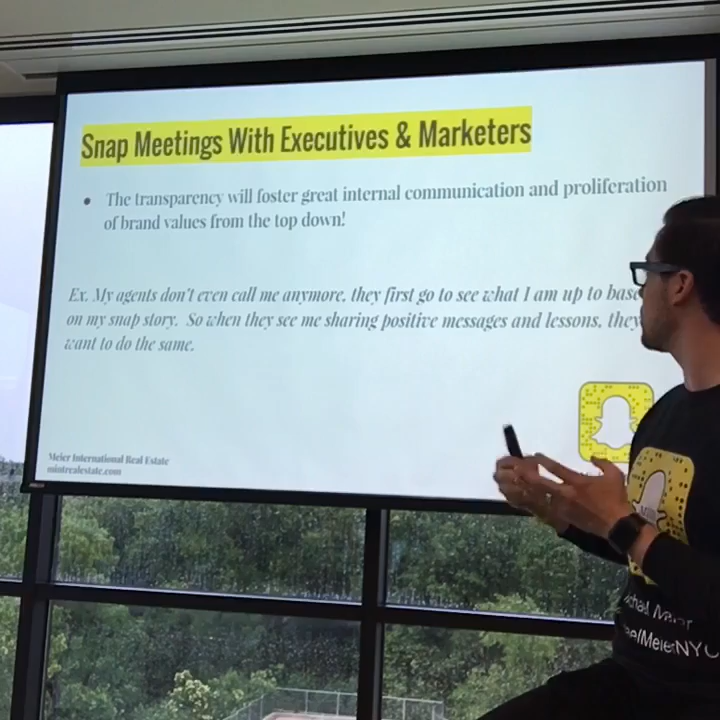 Snap Meetings With Executives & Marketers
• The transparency will foster great internal communication and proliferation
of brand values from the top down!
Ex. My agents don't even call me anymore, they first go to see what I am up to
on my snap story. So when they see me sharing positive messages and lessons, they
want to do the same.
Meier International Real Estate
mintrealestate.com
MeierNYC